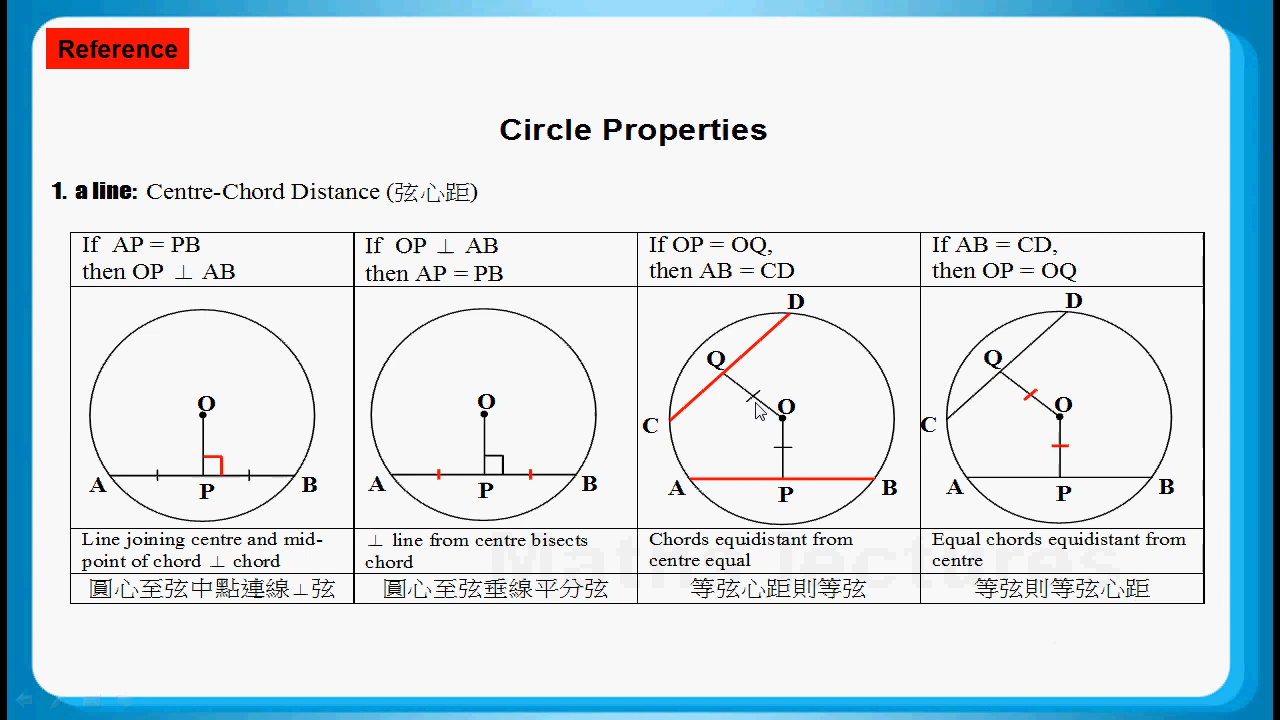 Reference
Circle Properties
1. a line: Centre-Chord Distance (弦心距)
If AP = PB
then OP ⊥ AB
If OP ⊥ AB
then AP = PB
If OP = OQ,
then AB = CD
If AB = CD,
then OP = OQ
O
A
P
B
O
A
P
B
D
Q
O
C
A
P
B
D
Q
O
C
A
P
B
Line joining centre and mid-
point of chord ⊥ chord
⊥ line from centre bisects
chord
Chords equidistant from
centre equal
Equal chords equidistant from
centre
圓心至弦中點連線⊥弦
圓心至弦垂線平分弦
等弦心距則等弦
等弦則等弦心距
Maths lectures